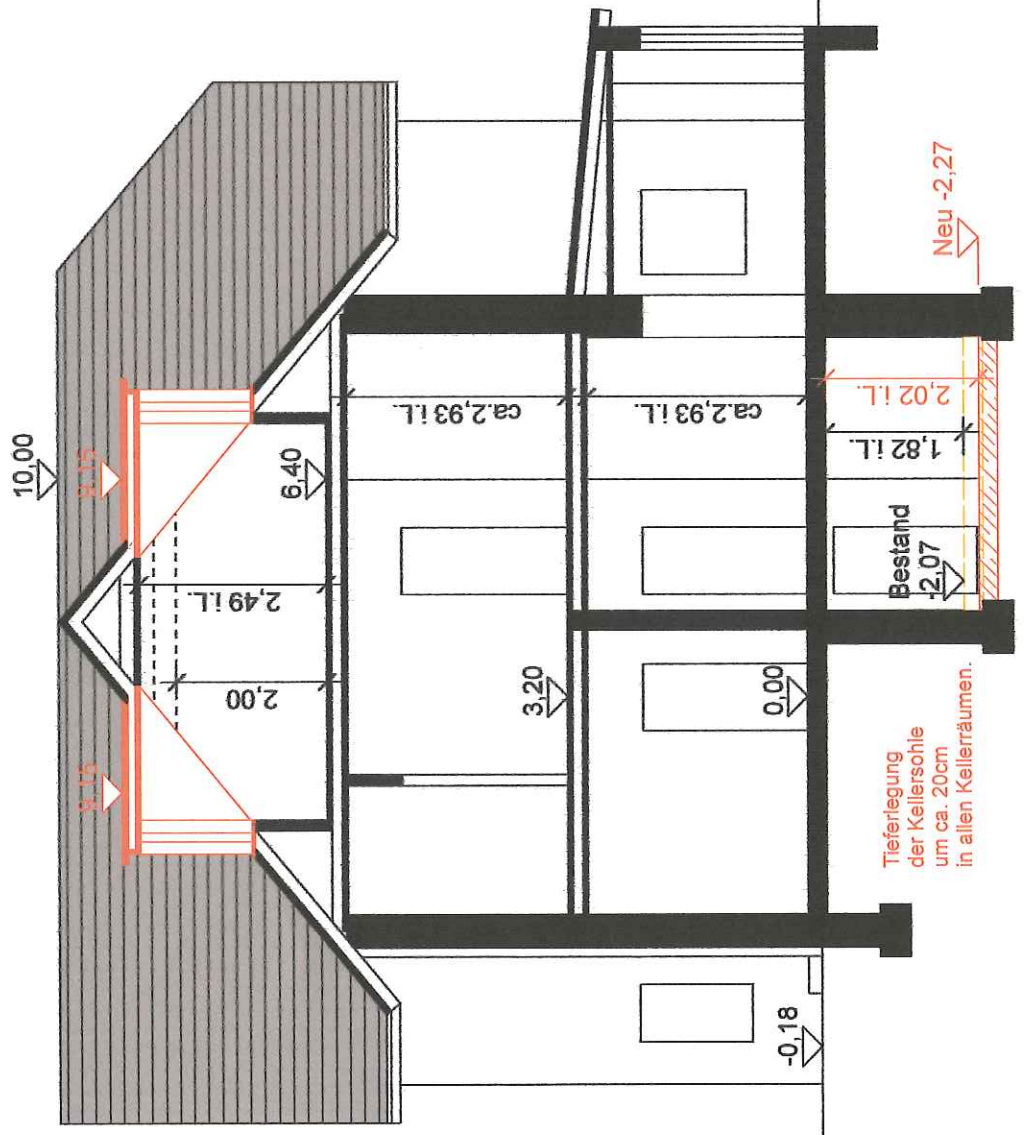 10,00
9,15
9,15
6,40
2,49 i.L.
2,00
ca.2,93 i.L.
3,20
ca.2,93 i.L.
0,00
-0,18
2,02 i.L.
1,82 i.L.
Bestand
-2,07
Neu -2,27
Tieferlegung
der Kellersohle
um ca. 20cm
in allen Kellerräumen.